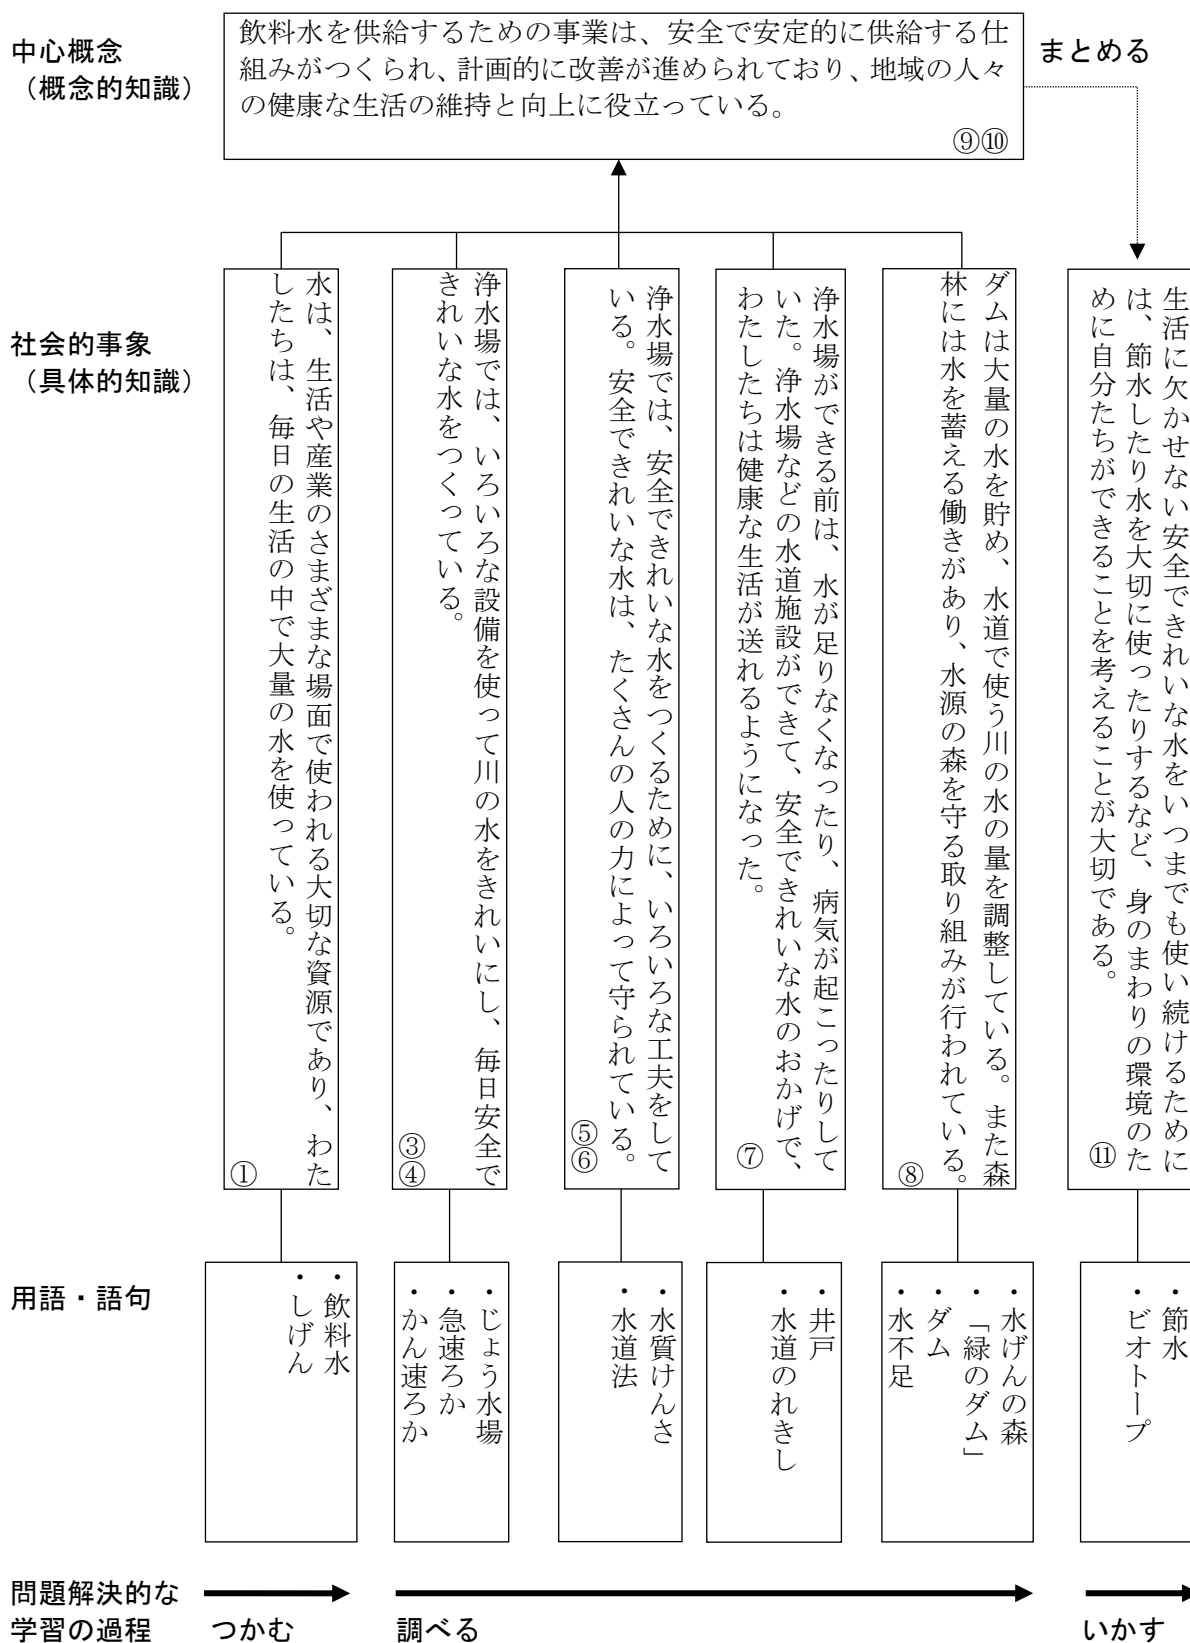 中心概念
（概念的知識）
飲料水を供給するための事業は、安全で安定的に供給する仕
組みがつくられ、計画的に改善が進められており、地域の人々
の健康な生活の維持と向上に役立っている。
⑨⑩
まとめる
社会的事象
（具体的知識）
水は、生活や産業のさまざまな場面で使われる大切な資源であり、わた
したちは、毎日の生活の中で大量の水を使っている。
①
浄水場では、いろいろな設備を使って川の水をきれいにし、毎日安全で
きれいな水をつくっている。
③
④
浄水場では、安全できれいな水をつくるために、いろいろな工夫をして
いる。安全できれいな水は、たくさんの人の力によって守られている。
⑤
⑥
浄水場ができる前は、水が足りなくなったり、病気が起こったりして
いた。浄水場などの水道施設ができて、安全できれいな水のおかげで、
わたしたちは健康な生活が送れるようになった。
⑦
ダムは大量の水を貯め、水道で使う川の水の量を調整している。また森
林には水を蓄える働きがあり、水源の森を守る取り組みが行われている。
⑧
生活に欠かせない安全できれいな水をいつまでも使い続けるために
は、節水したり水を大切に使ったりするなど、身のまわりの環境のた
めに自分たちができることを考えることが大切である。
⑪
用語・語句
・飲料水
・しげん
・じょう水場
・急速ろか
・かん速ろか
・水質けんさ
・水道法
・井戸
・水道のれきし
・水げんの森
・「緑のダム」
・ダム
・水不足
・節水
・ビオトープ
問題解決的な
学習の過程
つかむ
調べる
いかす